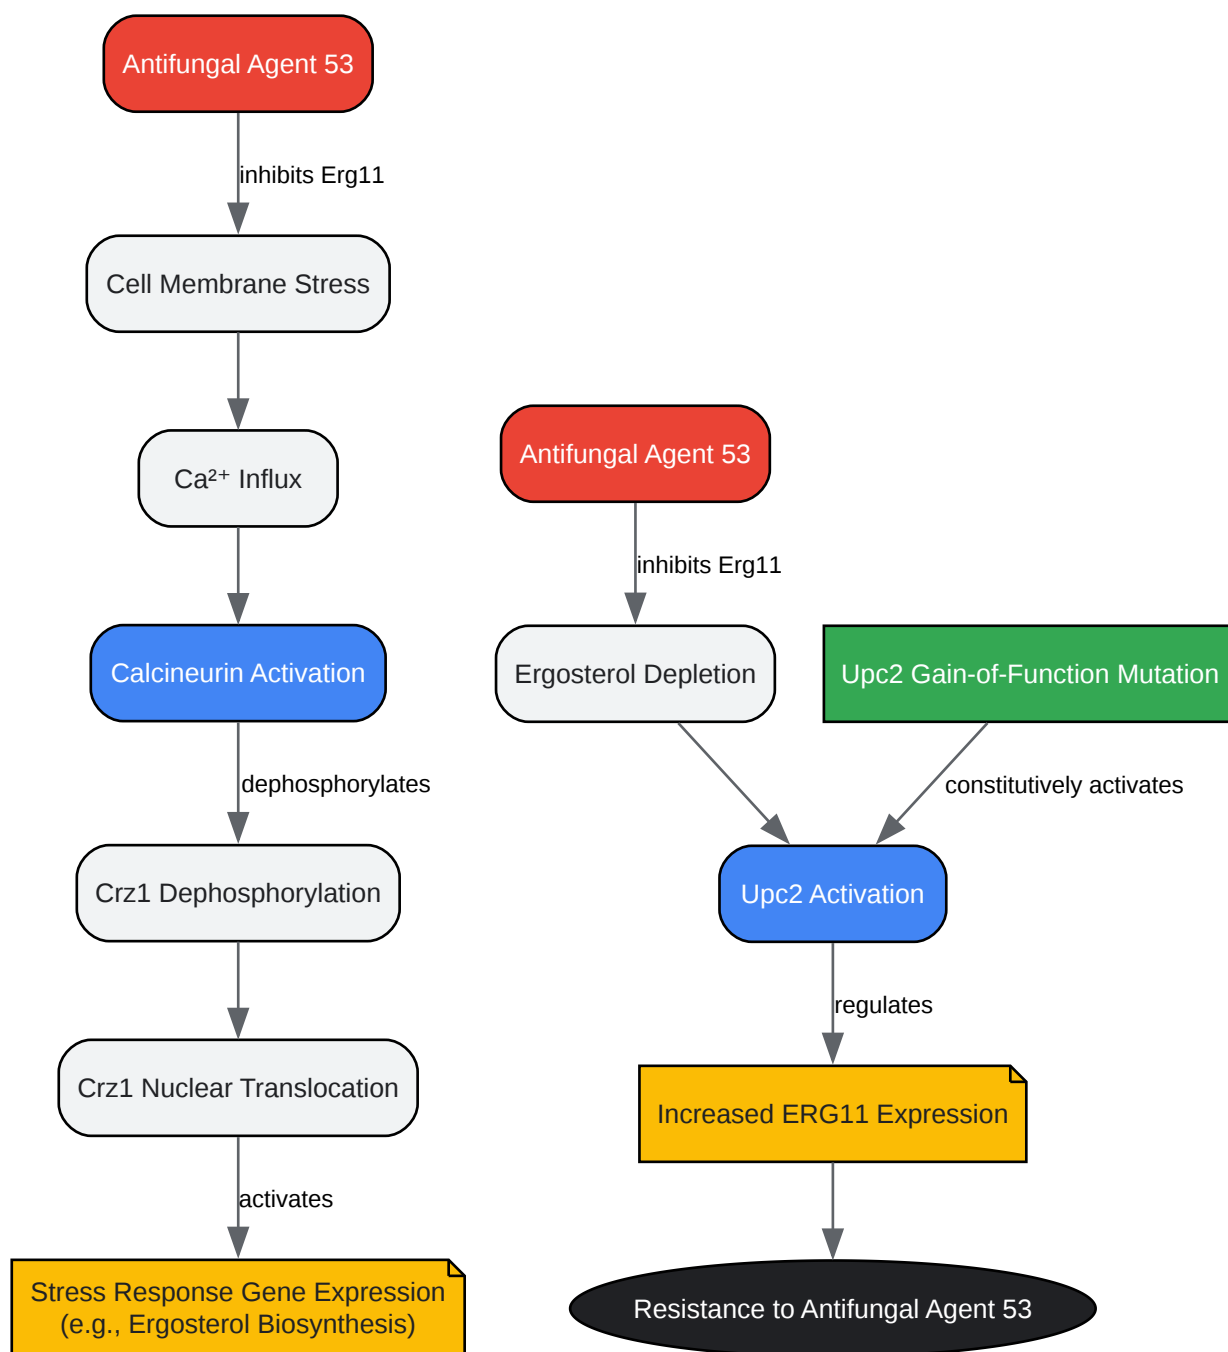 Antifungal Agent 53
inhibits Erg11
Cell Membrane Stress
Ca²⁺ Influx
Calcineurin Activation
dephosphorylates
Crz1 Dephosphorylation
Crz1 Nuclear Translocation
activates
Stress Response Gene Expression
(e.g., Ergosterol Biosynthesis)
Antifungal Agent 53
inhibits Erg11
Ergosterol Depletion
Upc2 Gain-of-Function Mutation
constitutively activates
Upc2 Activation
regulates
Increased ERG11 Expression
Resistance to Antifungal Agent 53